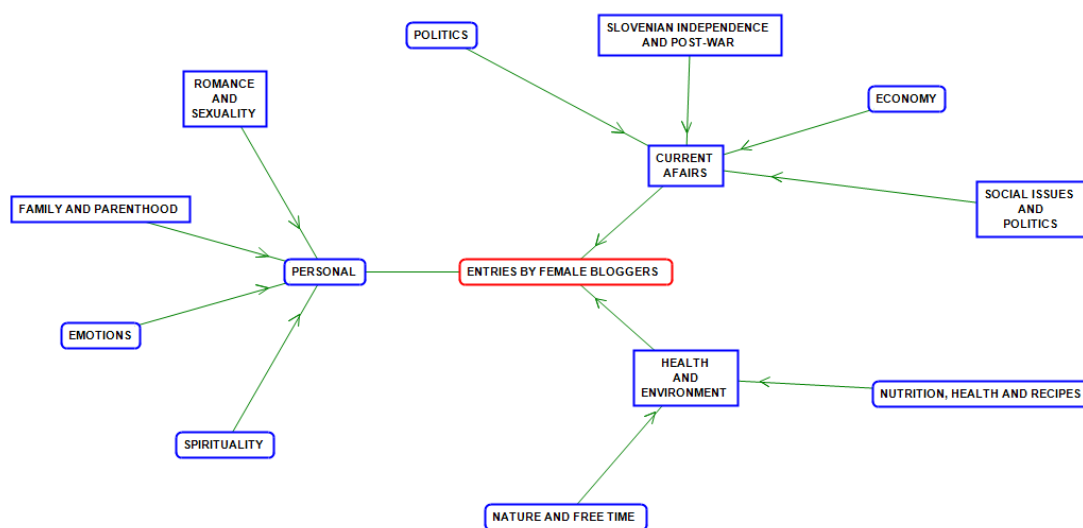 POLITICS
SLOVENIAN INDEPENDENCE
AND POST-WAR
ROMANCE
AND
SEXUALITY
ECONOMY
CURRENT
AFAIRS
FAMILY AND PARENTHOOD
SOCIAL ISSUES
AND
POLITICS
PERSONAL
ENTRIES BY FEMALE BLOGGERS
EMOTIONS
HEALTH
AND
ENVIRONMENT
NUTRITION, HEALTH AND RECIPES
SPIRITUALITY
NATURE AND FREE TIME